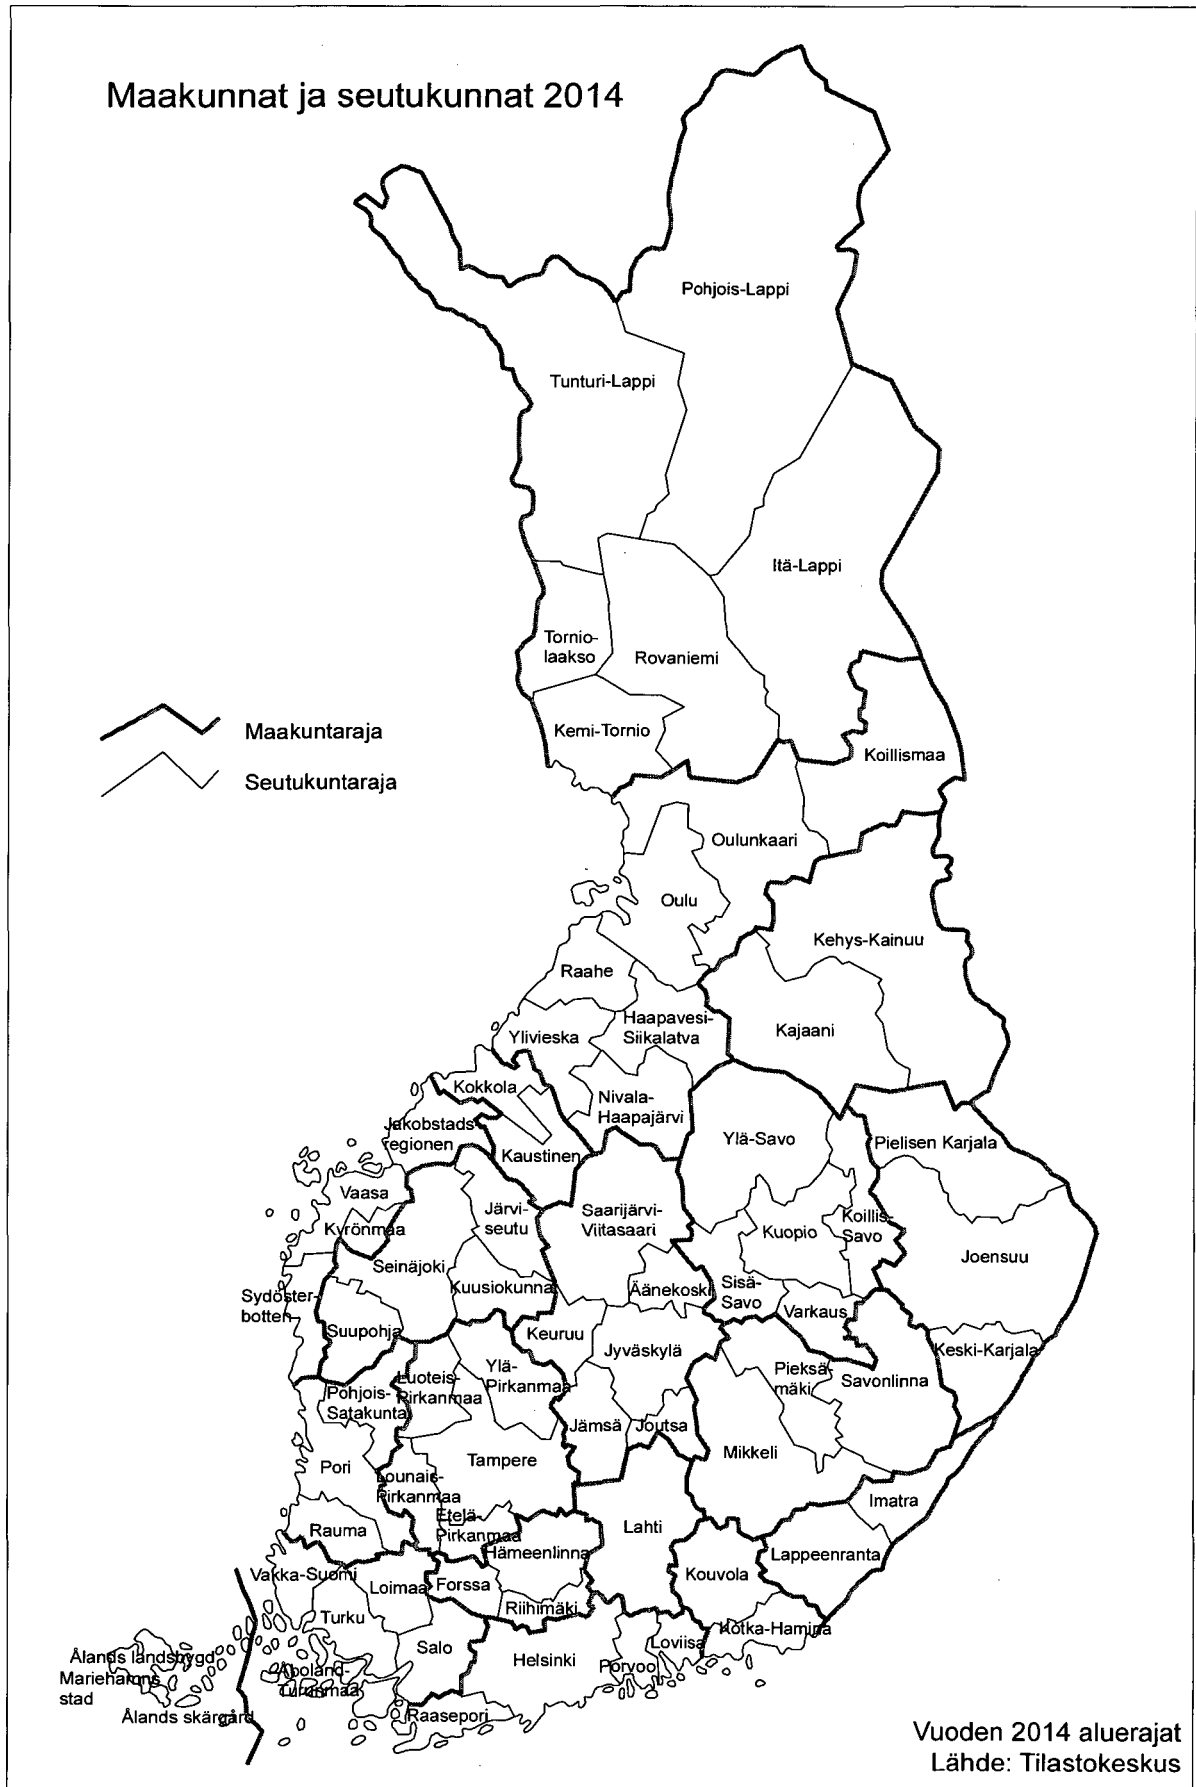 Maakunnat ja seutukunnat 2014
Pohjois-Lappi
Tunturi-Lappi
Itä-Lappi
Tornio-
laakso
Rovaniemi
Kemi-Tornio
Maakuntaraja
Seutukuntaraja
Koillismaa
Oulunkaari
Oulu
Kehys-Kainuu
Raahe
Haapavesi-
Siikalatva
Kajaani
Ylivieska
Kokkola
Nivala-
Haapajärvi
Jakobstads
regionen
Kaustinen
Ylä-Savo
Pielisen Karjala
Vaasa
Kyrönmaa
Järvi-
seutu
Saarijärvi-
Viitasaari
Kuopio
Koillis-
Savo
Joensuu
Seinäjoki
Kuusiokunnat
Äänekoski
Sisä-
Savo
Varkaus
Sydöster-
botten
Suupohja
Keuruu
Jyväskylä
Keski-Karjala
Luoteis-
Pirkanmaa
Ylä-
Pirkanmaa
Pieksä-
mäki
Savonlinna
Pohjois-
Satakunta
Jämsä
Joutsa
Mikkeli
Pori
Lounais-
Pirkanmaa
Tampere
Imatra
Rauma
Etelä-
Pirkanmaa
Hämeenlinna
Lahti
Lappeenranta
Kouvola
Vakka-Suomi
Loimaa
Forssa
Riihimäki
Turku
Salo
Helsinki
Porvoo
Loviisa
Kotka-Hamina
Ålands landsbygd
Mariehamns
stad
Ålands skärgård
Åboland-
Turunmaa
Raasepori
Vuoden 2014 aluerajat
Lähde: Tilastokeskus